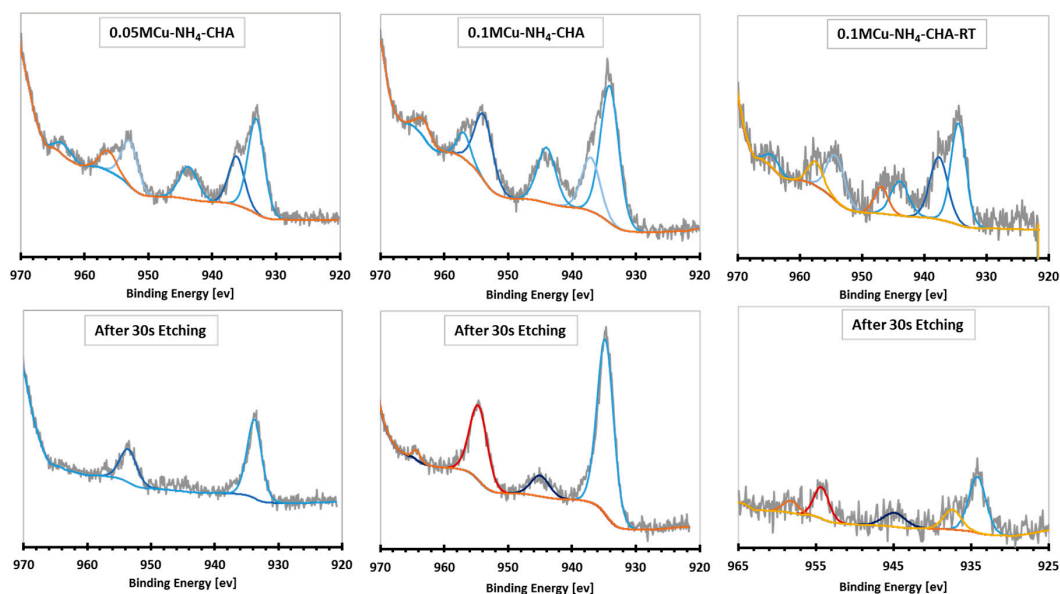 0.05MCu-NH₄-CHA
970 960 950 940 930 920
Binding Energy [ev]
0.1MCu-NH₄-CHA
970 960 950 940 930 920
Binding Energy [ev]
0.1MCu-NH₄-CHA-RT
970 960 950 940 930 920
Binding Energy [ev]
After 30s Etching
970 960 950 940 930 920
Binding Energy [ev]
After 30s Etching
970 960 950 940 930 920
Binding Energy [ev]
After 30s Etching
965 955 945 935 925
Binding Energy [ev]